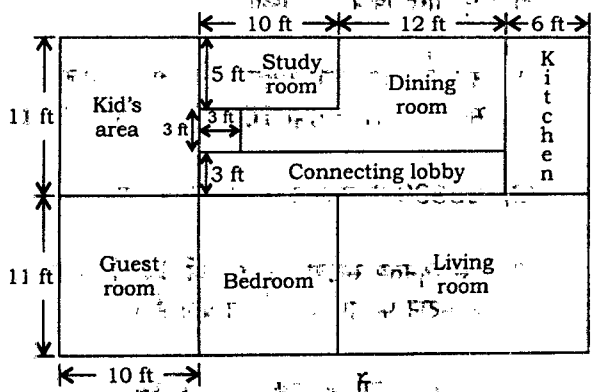 10 ft 12 ft 6 ft
5 ft
Study
room
Dining
room
Kitchen
Kid's
area
11 ft
3 ft
3 ft
3 ft
Connecting lobby
11 ft
Guest
room
Bedroom
Living
room
10 ft